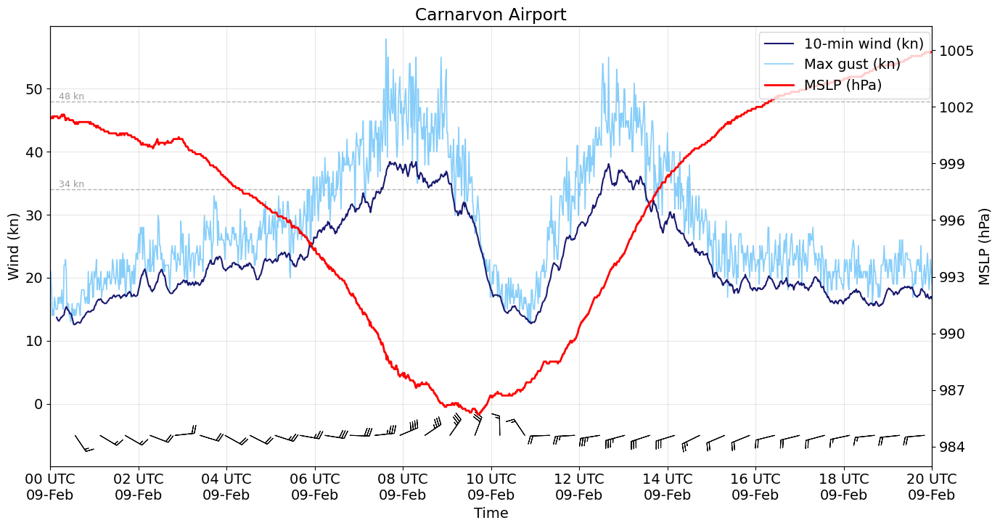 Carnarvon Airport
10-min wind (kn)
Max gust (kn)
MSLP (hPa)
48 kn
34 kn
Wind (kn)
50
40
30
20
10
0
MSLP (hPa)
1005
1002
999
996
993
990
987
984
00 UTC 02 UTC 04 UTC 06 UTC 08 UTC 10 UTC 12 UTC 14 UTC 16 UTC 18 UTC 20 UTC
09-Feb 09-Feb 09-Feb 09-Feb 09-Feb 09-Feb 09-Feb 09-Feb 09-Feb 09-Feb 09-Feb
Time